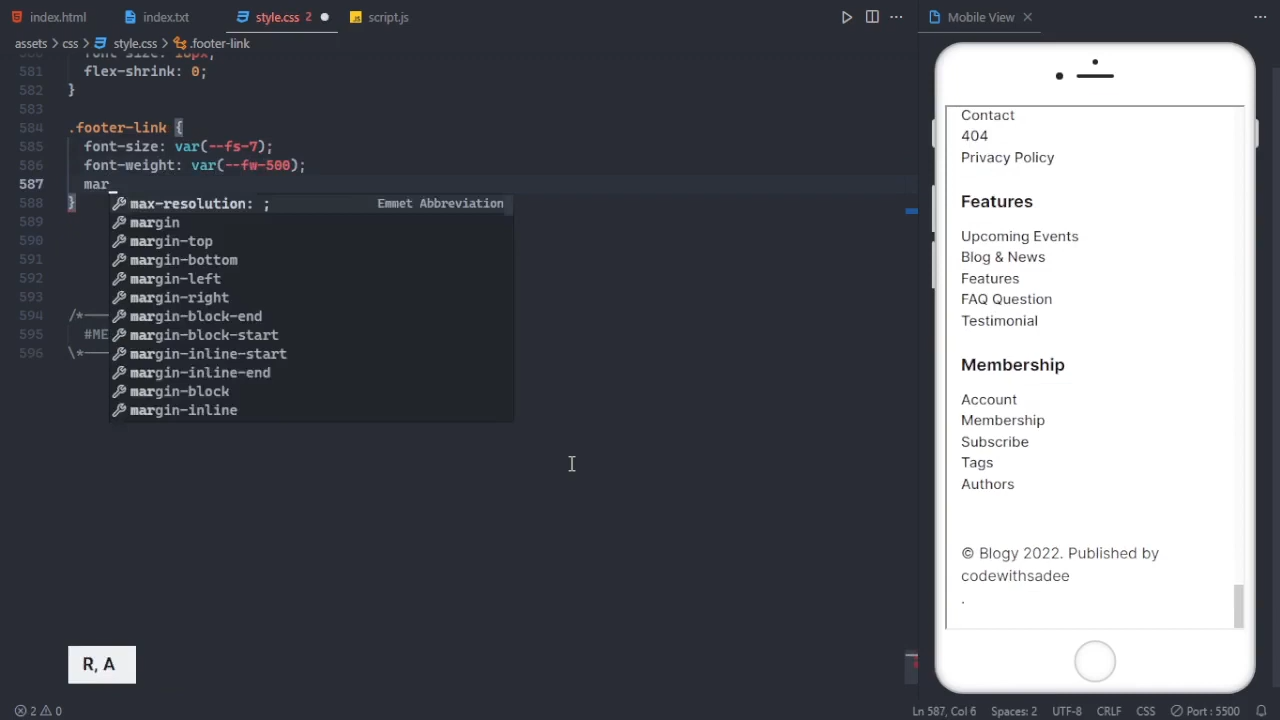 index.html
index.txt
style.css 2
script.js
Mobile View
assets > css > style.css > .footer-link
581 flex-shrink: 0;
582 }
583
584 .footer-link {
585 font-size: var(--fs-7);
586 font-weight: var(--fw-500);
587 mar
588 }
589
590
591
592
593
594 /*
595 #ME
596 \*
max-resolution: ; Emmet Abbreviation
margin
margin-top
margin-bottom
margin-left
margin-right
margin-block-end
margin-block-start
margin-inline-start
margin-inline-end
margin-block
margin-inline
R, A
Contact
404
Privacy Policy
Features
Upcoming Events
Blog & News
Features
FAQ Question
Testimonial
Membership
Account
Membership
Subscribe
Tags
Authors
© Blogy 2022. Published by
codewithsadee
.
2 0
Ln 587, Col 6 Spaces: 2 UTF-8 CRLF CSS Port : 5500